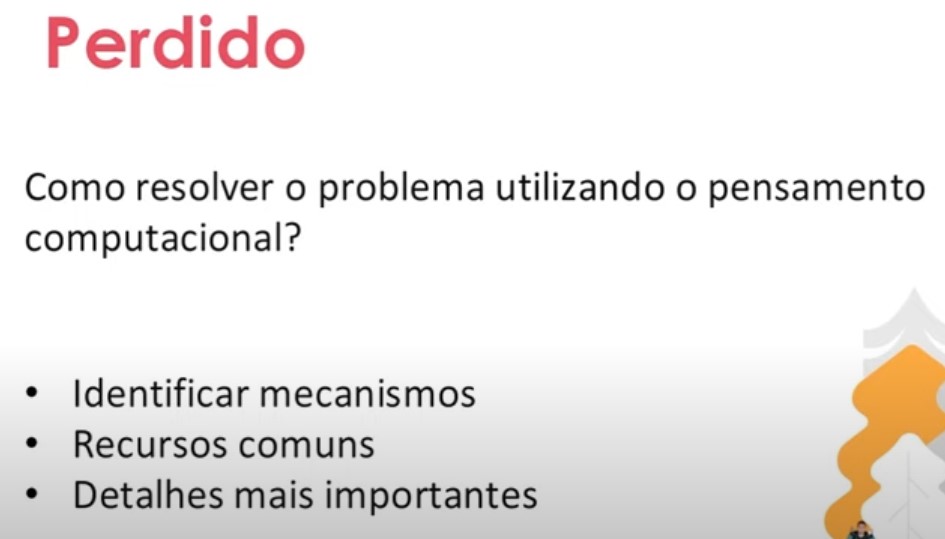 Perdido
Como resolver o problema utilizando o pensamento
computacional?
• Identificar mecanismos
• Recursos comuns
• Detalhes mais importantes